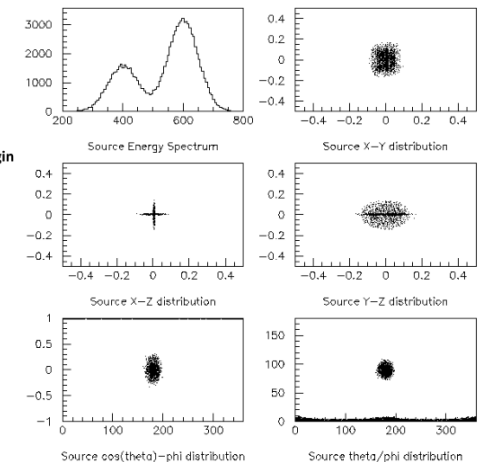 3000
2000
1000
0
200 400 600 800
Source Energy Spectrum
0.4
0.2
0
−0.2
−0.4
−0.4 −0.2 0 0.2 0.4
Source X−Y distribution
gin
0.4
0.2
0
−0.2
−0.4
−0.4 −0.2 0 0.2 0.4
Source X−Z distribution
0.4
0.2
0
−0.2
−0.4
−0.4 −0.2 0 0.2 0.4
Source Y−Z distribution
1
0.5
0
−0.5
−1
0 100 200 300
Source cos(theta)−phi distribution
150
100
50
0
0 100 200 300
Source theta/phi distribution